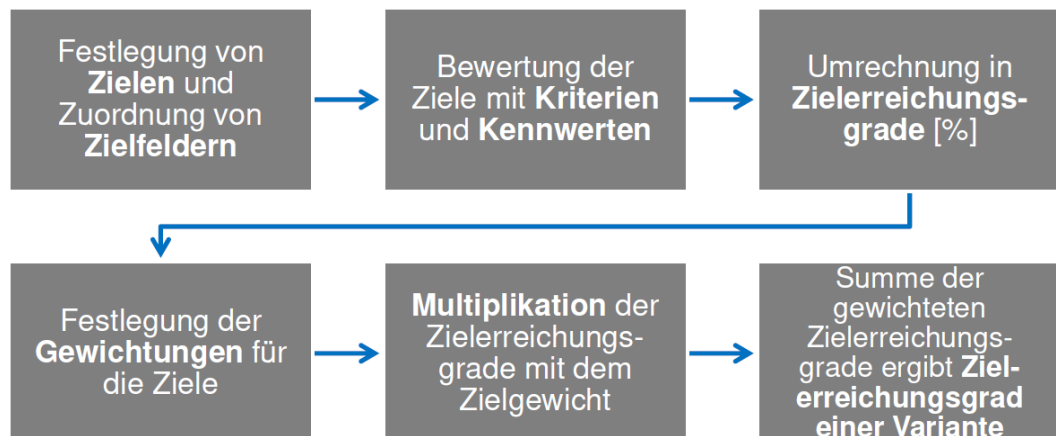 Festlegung von
Zielen und
Zuordnung von
Zielfeldern
Bewertung der
Ziele mit Kriterien
und Kennwerten
Umrechnung in
Zielerreichungs-
grade [%]
Festlegung der
Gewichtungen für
die Ziele
Multiplikation der
Zielerreichungs-
grade mit dem
Zielgewicht
Summe der
gewichteten
Zielerreichungs-
grade ergibt Ziel-
erreichungsgrad
einer Variante